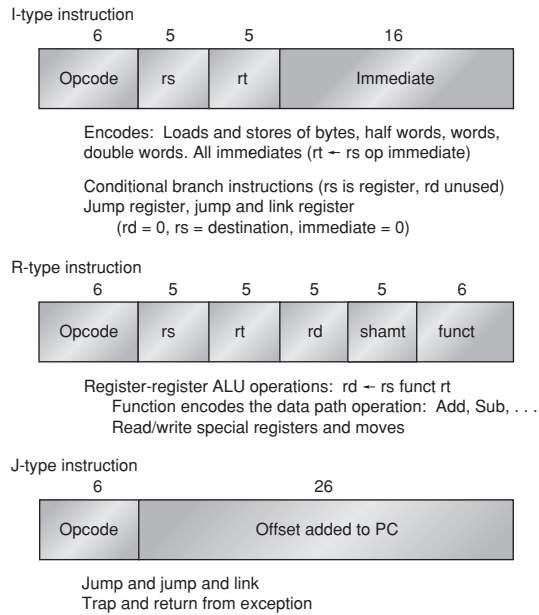 I-type instruction
6 5 5 16
Opcode rs rt Immediate
Encodes: Loads and stores of bytes, half words, words,
double words. All immediates (rt ← rs op immediate)
Conditional branch instructions (rs is register, rd unused)
Jump register, jump and link register
(rd = 0, rs = destination, immediate = 0)
R-type instruction
6 5 5 5 5 6
Opcode rs rt rd shamt funct
Register-register ALU operations: rd ← rs funct rt
Function encodes the data path operation: Add, Sub, . . .
Read/write special registers and moves
J-type instruction
6 26
Opcode Offset added to PC
Jump and jump and link
Trap and return from exception